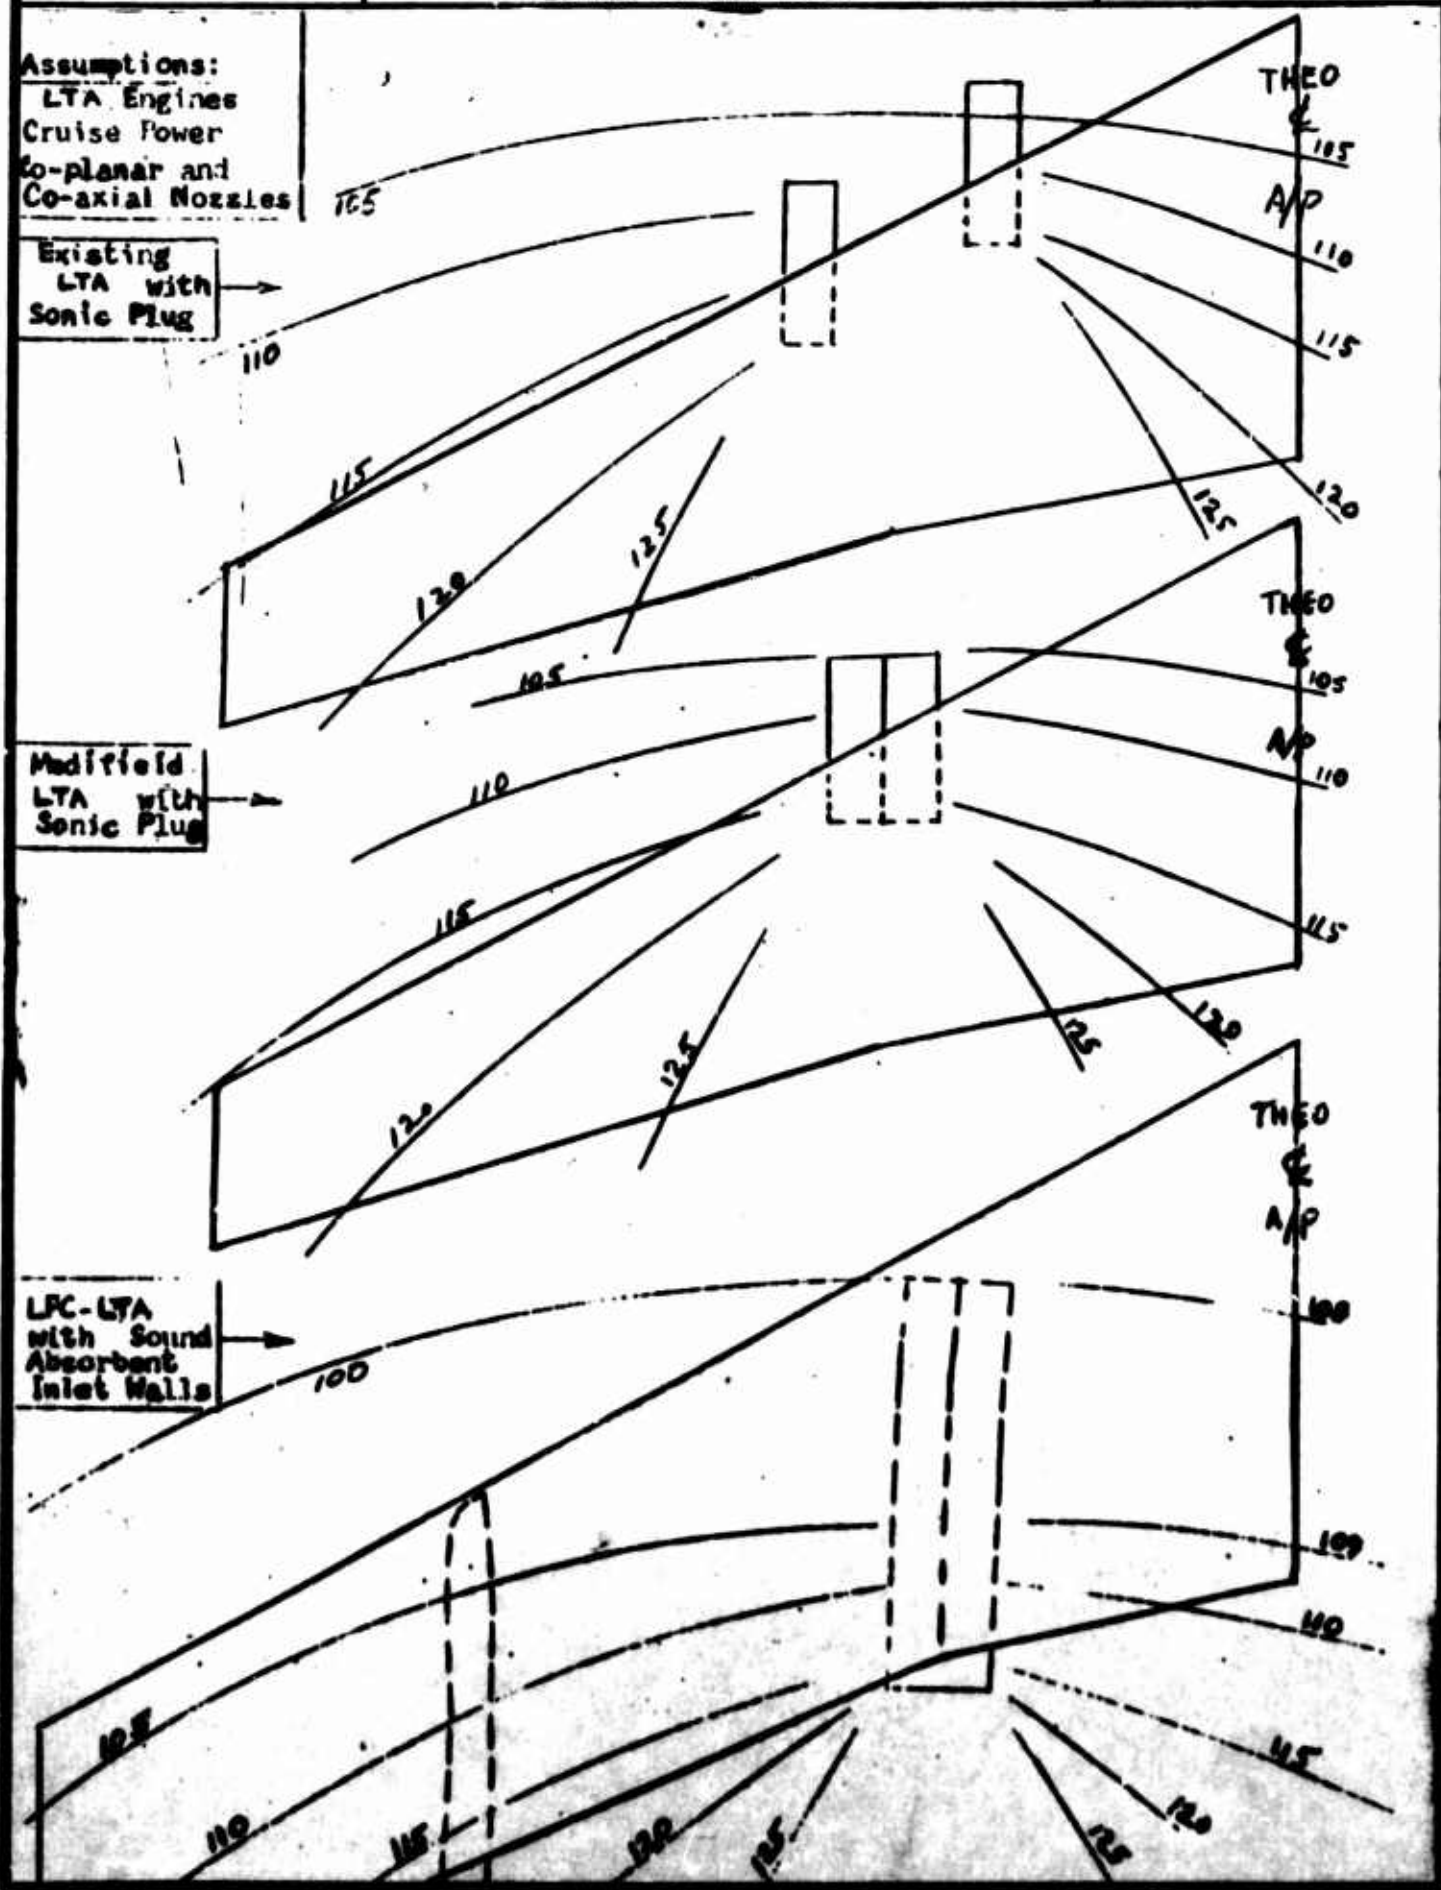 Assumptions:
LTA Engines
Cruise Power
Co-planar and
Co-axial Nozzles
THEO
℄
A/P
105
105
110
110
115
115
120
120
125
125
Existing
LTA with
Sonic Plug
THEO
℄
A/P
105
105
110
110
115
115
120
120
125
125
Modifield
LTA with
Sonic Plug
THEO
℄
A/P
100
100
LFC-LTA
with Sound
Absorbent
Inlet Walls
105
110
110
115
115
120
120
125
125